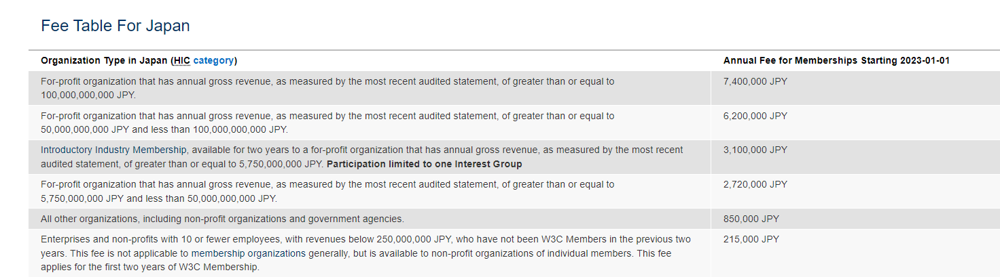 Fee Table For Japan
Organization Type in Japan (HIC category) Annual Fee for Memberships Starting 2023-01-01
For-profit organization that has annual gross revenue, as measured by the most recent audited statement, of greater than or equal to 7,400,000 JPY
100,000,000,000 JPY.
For-profit organization that has annual gross revenue, as measured by the most recent audited statement, of greater than or equal to 6,200,000 JPY
50,000,000,000 JPY and less than 100,000,000,000 JPY.
Introductory Industry Membership, available for two years to a for-profit organization that has annual gross revenue, as measured by the most recent 3,100,000 JPY
audited statement, of greater than or equal to 5,750,000,000 JPY. Participation limited to one Interest Group
For-profit organization that has annual gross revenue, as measured by the most recent audited statement, of greater than or equal to 2,720,000 JPY
5,750,000,000 JPY and less than 50,000,000,000 JPY.
All other organizations, including non-profit organizations and government agencies. 850,000 JPY
Enterprises and non-profits with 10 or fewer employees, with revenues below 250,000,000 JPY, who have not been W3C Members in the previous two 215,000 JPY
years. This fee is not applicable to membership organizations generally, but is available to non-profit organizations of individual members. This fee
applies for the first two years of W3C Membership.